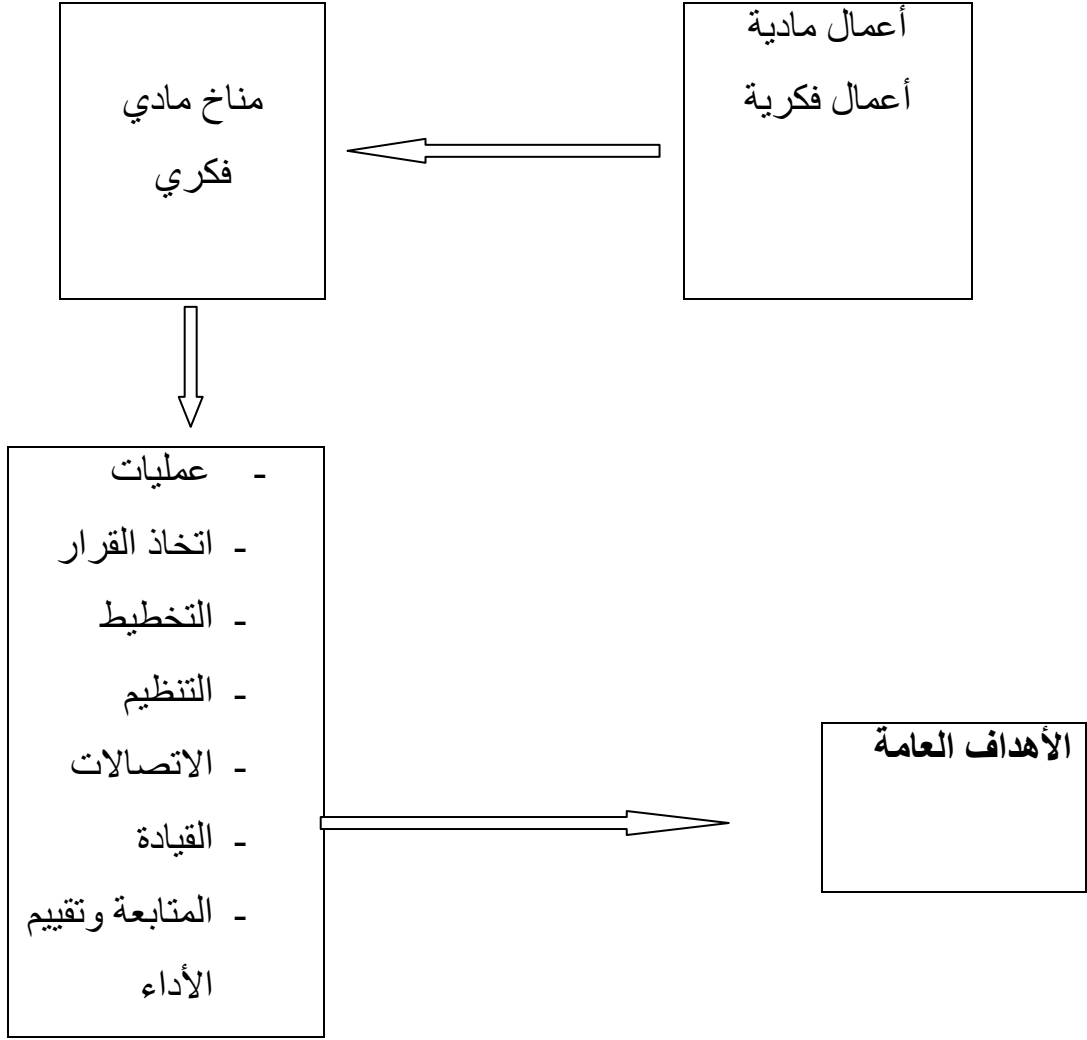 أعمال مادية
أعمال فكرية
مناخ مادي
فكري
- عمليات
- اتخاذ القرار
- التخطيط
- التنظيم
- الاتصالات
- القيادة
- المتابعة وتقييم
الأداء
الأهداف العامة